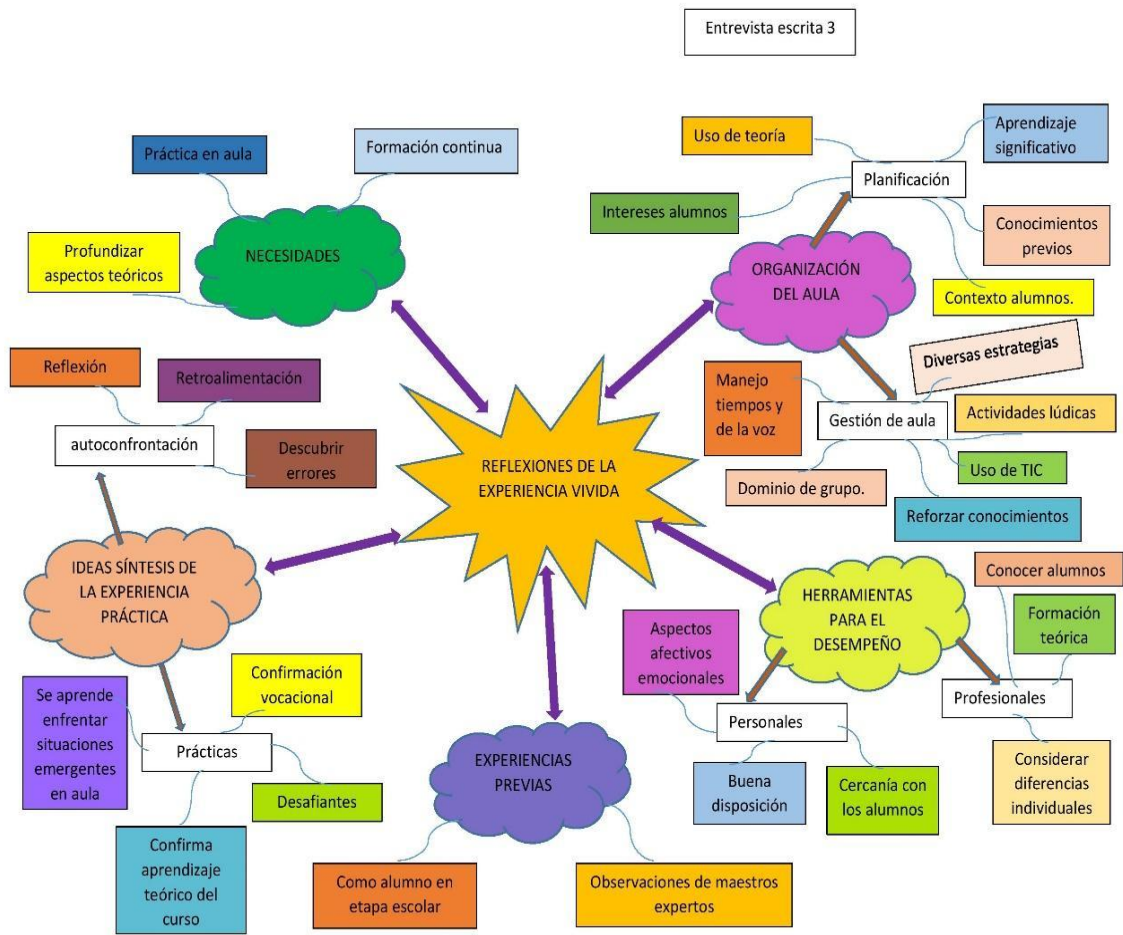 Entrevista escrita 3
Práctica en aula
Formación continua
Profundizar
aspectos teóricos
NECESIDADES
Uso de teoría
Aprendizaje
significativo
Planificación
Intereses alumnos
Conocimientos
previos
ORGANIZACIÓN
DEL AULA
Contexto alumnos.
Diversas estrategias
Manejo
tiempos y
de la voz
Gestión de aula
Actividades lúdicas
Dominio de grupo.
Uso de TIC
Reforzar conocimientos
Reflexión
Retroalimentación
autoconfrontación
Descubrir
errores
REFLEXIONES DE LA
EXPERIENCIA VIVIDA
IDEAS SÍNTESIS DE
LA EXPERIENCIA
PRÁCTICA
Se aprende
enfrentar
situaciones
emergentes
en aula
Confirmación
vocacional
Prácticas
Desafiantes
Confirma
aprendizaje
teórico del
curso
EXPERIENCIAS
PREVIAS
Como alumno en
etapa escolar
Observaciones de maestros
expertos
HERRAMIENTAS
PARA EL
DESEMPEÑO
Conocer alumnos
Formación
teórica
Profesionales
Considerar
diferencias
individuales
Aspectos
afectivos
emocionales
Personales
Buena
disposición
Cercanía con
los alumnos